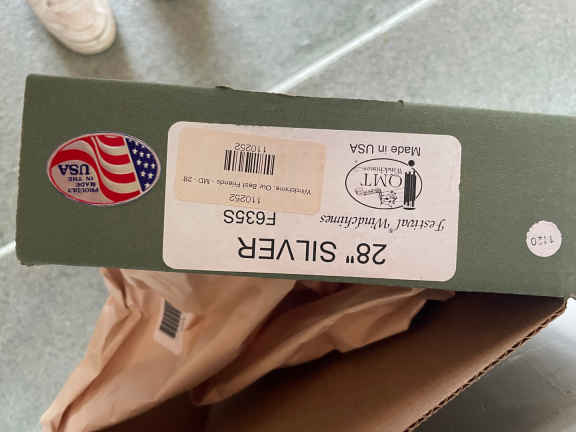 28" SILVER
Festival® Windchimes
F635S
QMT
Windchimes
Made in USA
110252
Windchime, Our Best Friends - MD - 28"
110252
PROUDLY
MADE
IN THE
USA
1120